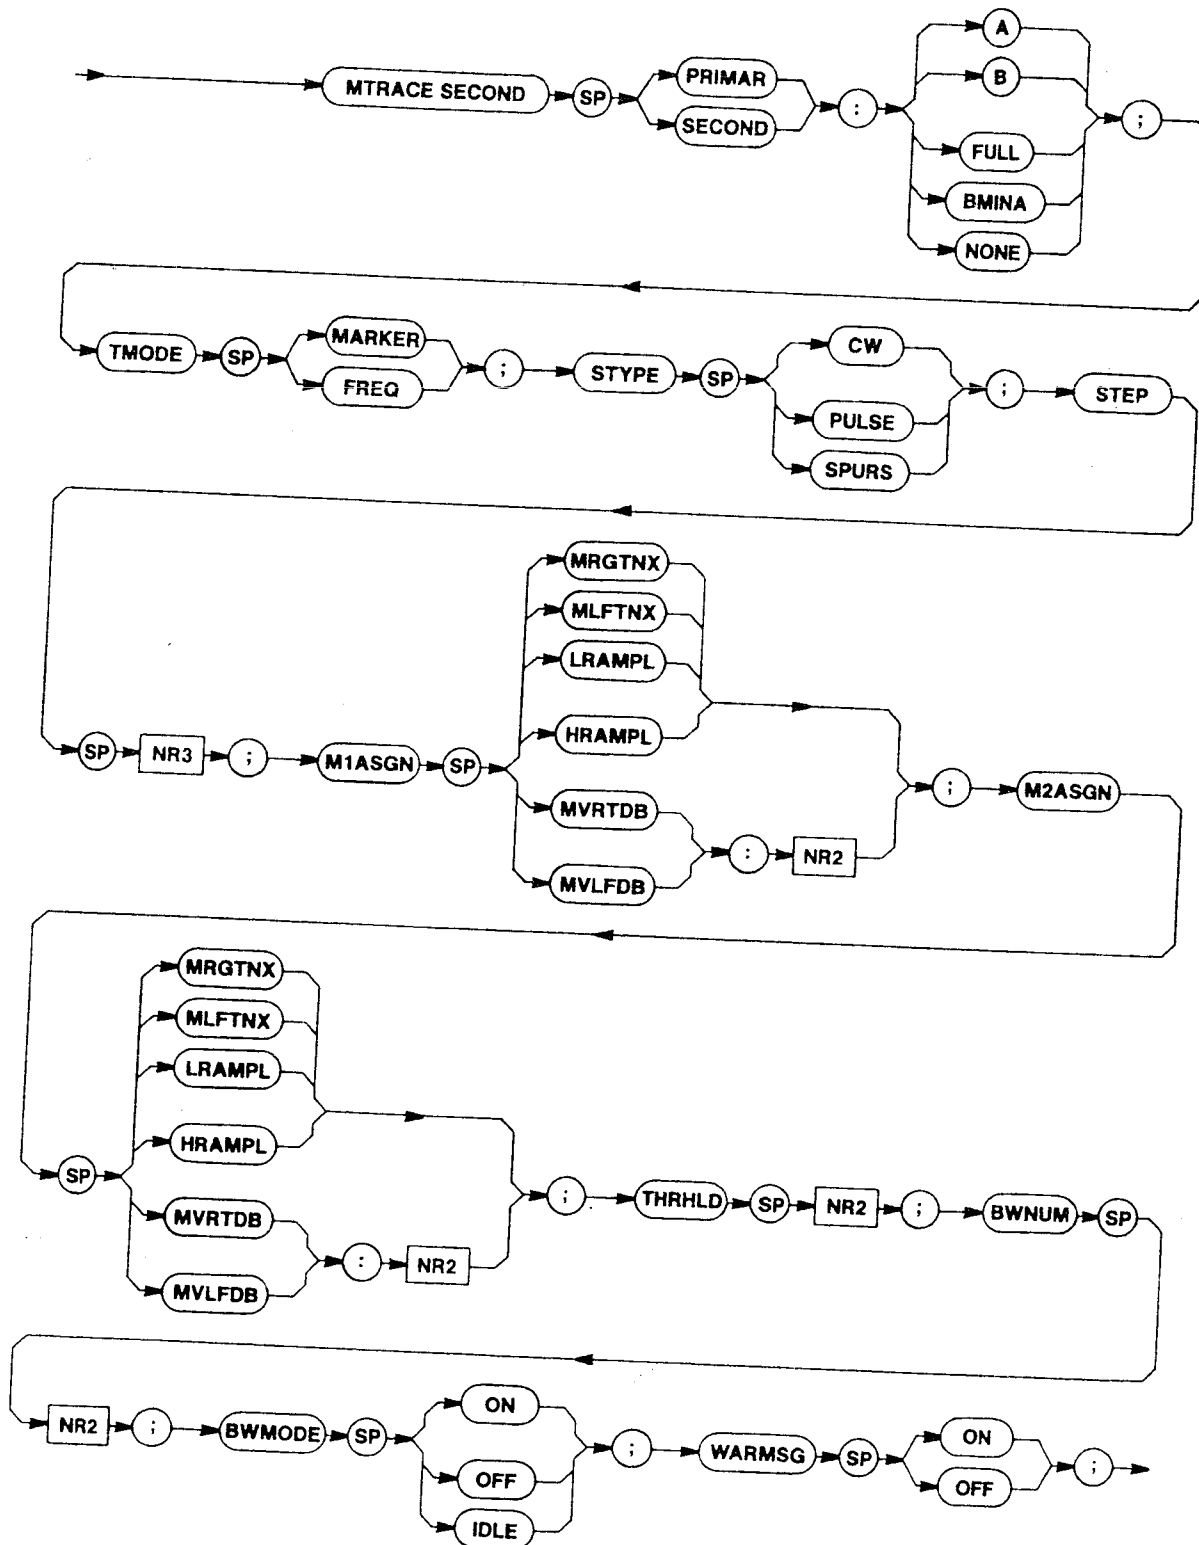 A
MTRACE SECOND SP PRIMAR : B ;
SECOND
FULL
BMINA
NONE
TMODE SP MARKER ; STYPE SP CW ; STEP
FREQ
PULSE
SPURS
MRGTNX
MLFTNX
LRAMPL
HRAMPL
SP NR3 ; M1ASGN SP ; M2ASGN
MVRTDB
: NR2
MVLFDB
MRGTNX
MLFTNX
LRAMPL
HRAMPL
SP ; THRHLD SP NR2 ; BWNUM SP
MVRTDB
: NR2
MVLFDB
NR2 ; BWMODE SP ON ; WARMSG SP ON ;
OFF OFF
IDLE